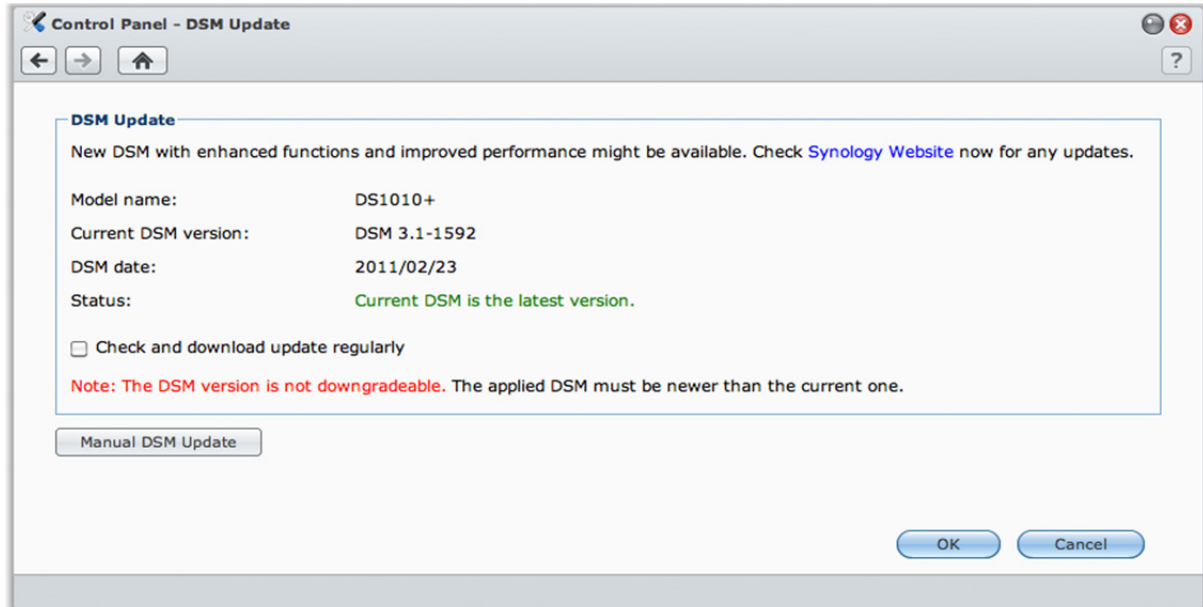 Control Panel - DSM Update
?
DSM Update
New DSM with enhanced functions and improved performance might be available. Check Synology Website now for any updates.
Model name: DS1010+
Current DSM version: DSM 3.1-1592
DSM date: 2011/02/23
Status: Current DSM is the latest version.
Check and download update regularly
Note: The DSM version is not downgradeable. The applied DSM must be newer than the current one.
Manual DSM Update
OK Cancel